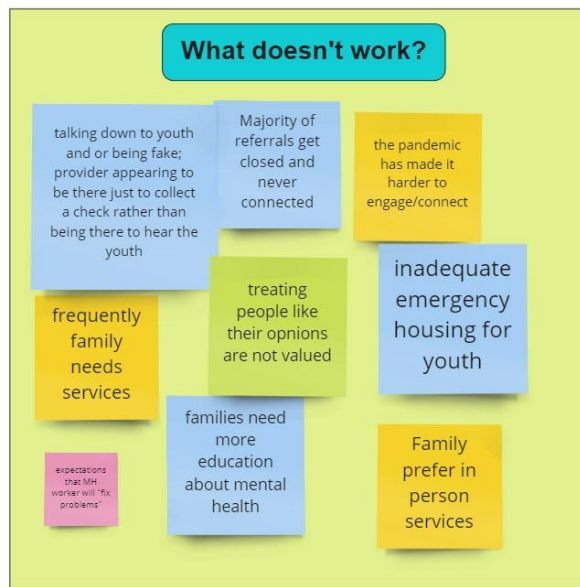 What doesn't work?
talking down to youth
and or being fake;
provider appearing to
be there just to collect
a check rather than
being there to hear the
youth
Majority of
referrals get
closed and
never
connected
the pandemic
has made it
harder to
engage/connect
frequently
family
needs
services
treating
people like
their opnions
are not valued
inadequate
emergency
housing for
youth
expectations
that MH
worker will "fix
problems"
families need
more
education
about mental
health
Family
prefer in
person
services